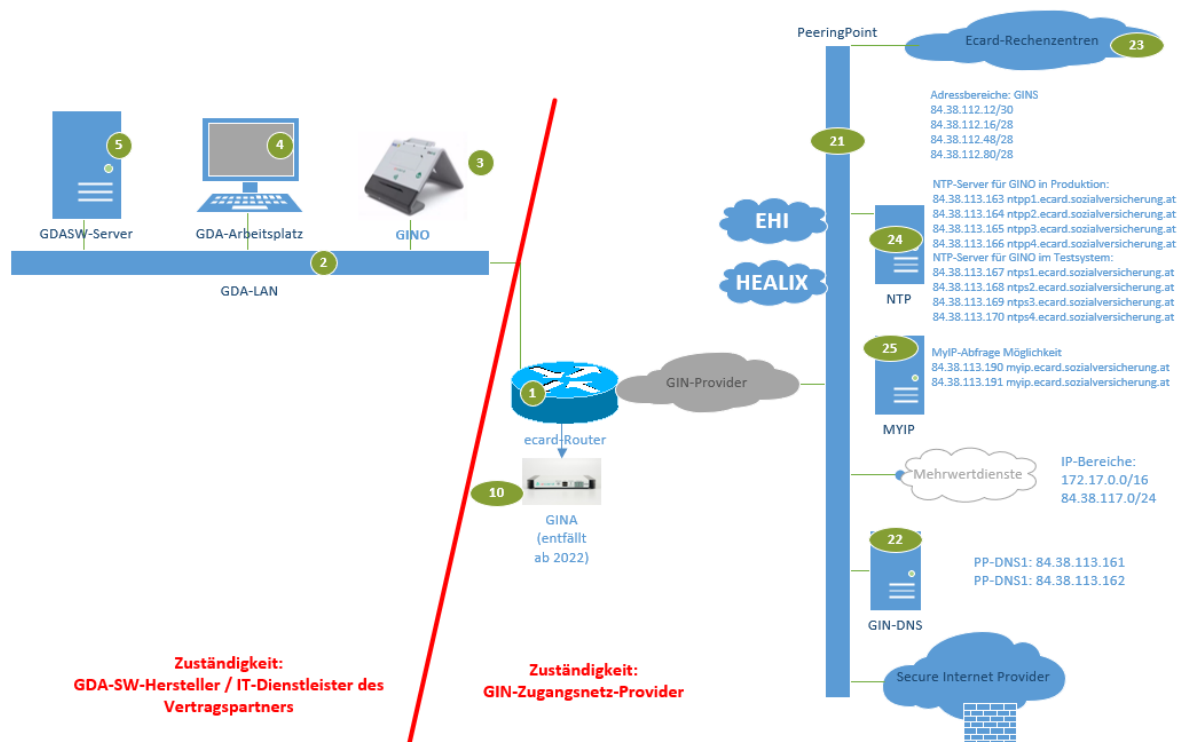 PeeringPoint
Ecard-Rechenzentren
23
Adressbereiche: GINS
84.38.112.12/30
84.38.112.16/28
84.38.112.48/28
84.38.112.80/28
5
4
3
21
GDASW-Server
GDA-Arbeitsplatz
GINO
2
GDA-LAN
EHI
HEALIX
24
NTP
NTP-Server für GINO in Produktion:
84.38.113.163 ntpp1.ecard.sozialversicherung.at
84.38.113.164 ntpp2.ecard.sozialversicherung.at
84.38.113.165 ntpp3.ecard.sozialversicherung.at
84.38.113.166 ntpp4.ecard.sozialversicherung.at
NTP-Server für GINO im Testsystem:
84.38.113.167 ntps1.ecard.sozialversicherung.at
84.38.113.168 ntps2.ecard.sozialversicherung.at
84.38.113.169 ntps3.ecard.sozialversicherung.at
84.38.113.170 ntps4.ecard.sozialversicherung.at
25
MYIP
MyIP-Abfrage Möglichkeit
84.38.113.190 myip.ecard.sozialversicherung.at
84.38.113.191 myip.ecard.sozialversicherung.at
1
GIN-Provider
ecard-Router
10
GINA
(entfällt
ab 2022)
Mehrwertdienste
IP-Bereiche:
172.17.0.0/16
84.38.117.0/24
22
GIN-DNS
PP-DNS1: 84.38.113.161
PP-DNS1: 84.38.113.162
Secure Internet Provider
Zuständigkeit:
GDA-SW-Hersteller / IT-Dienstleister des
Vertragspartners
Zuständigkeit:
GIN-Zugangsnetz-Provider